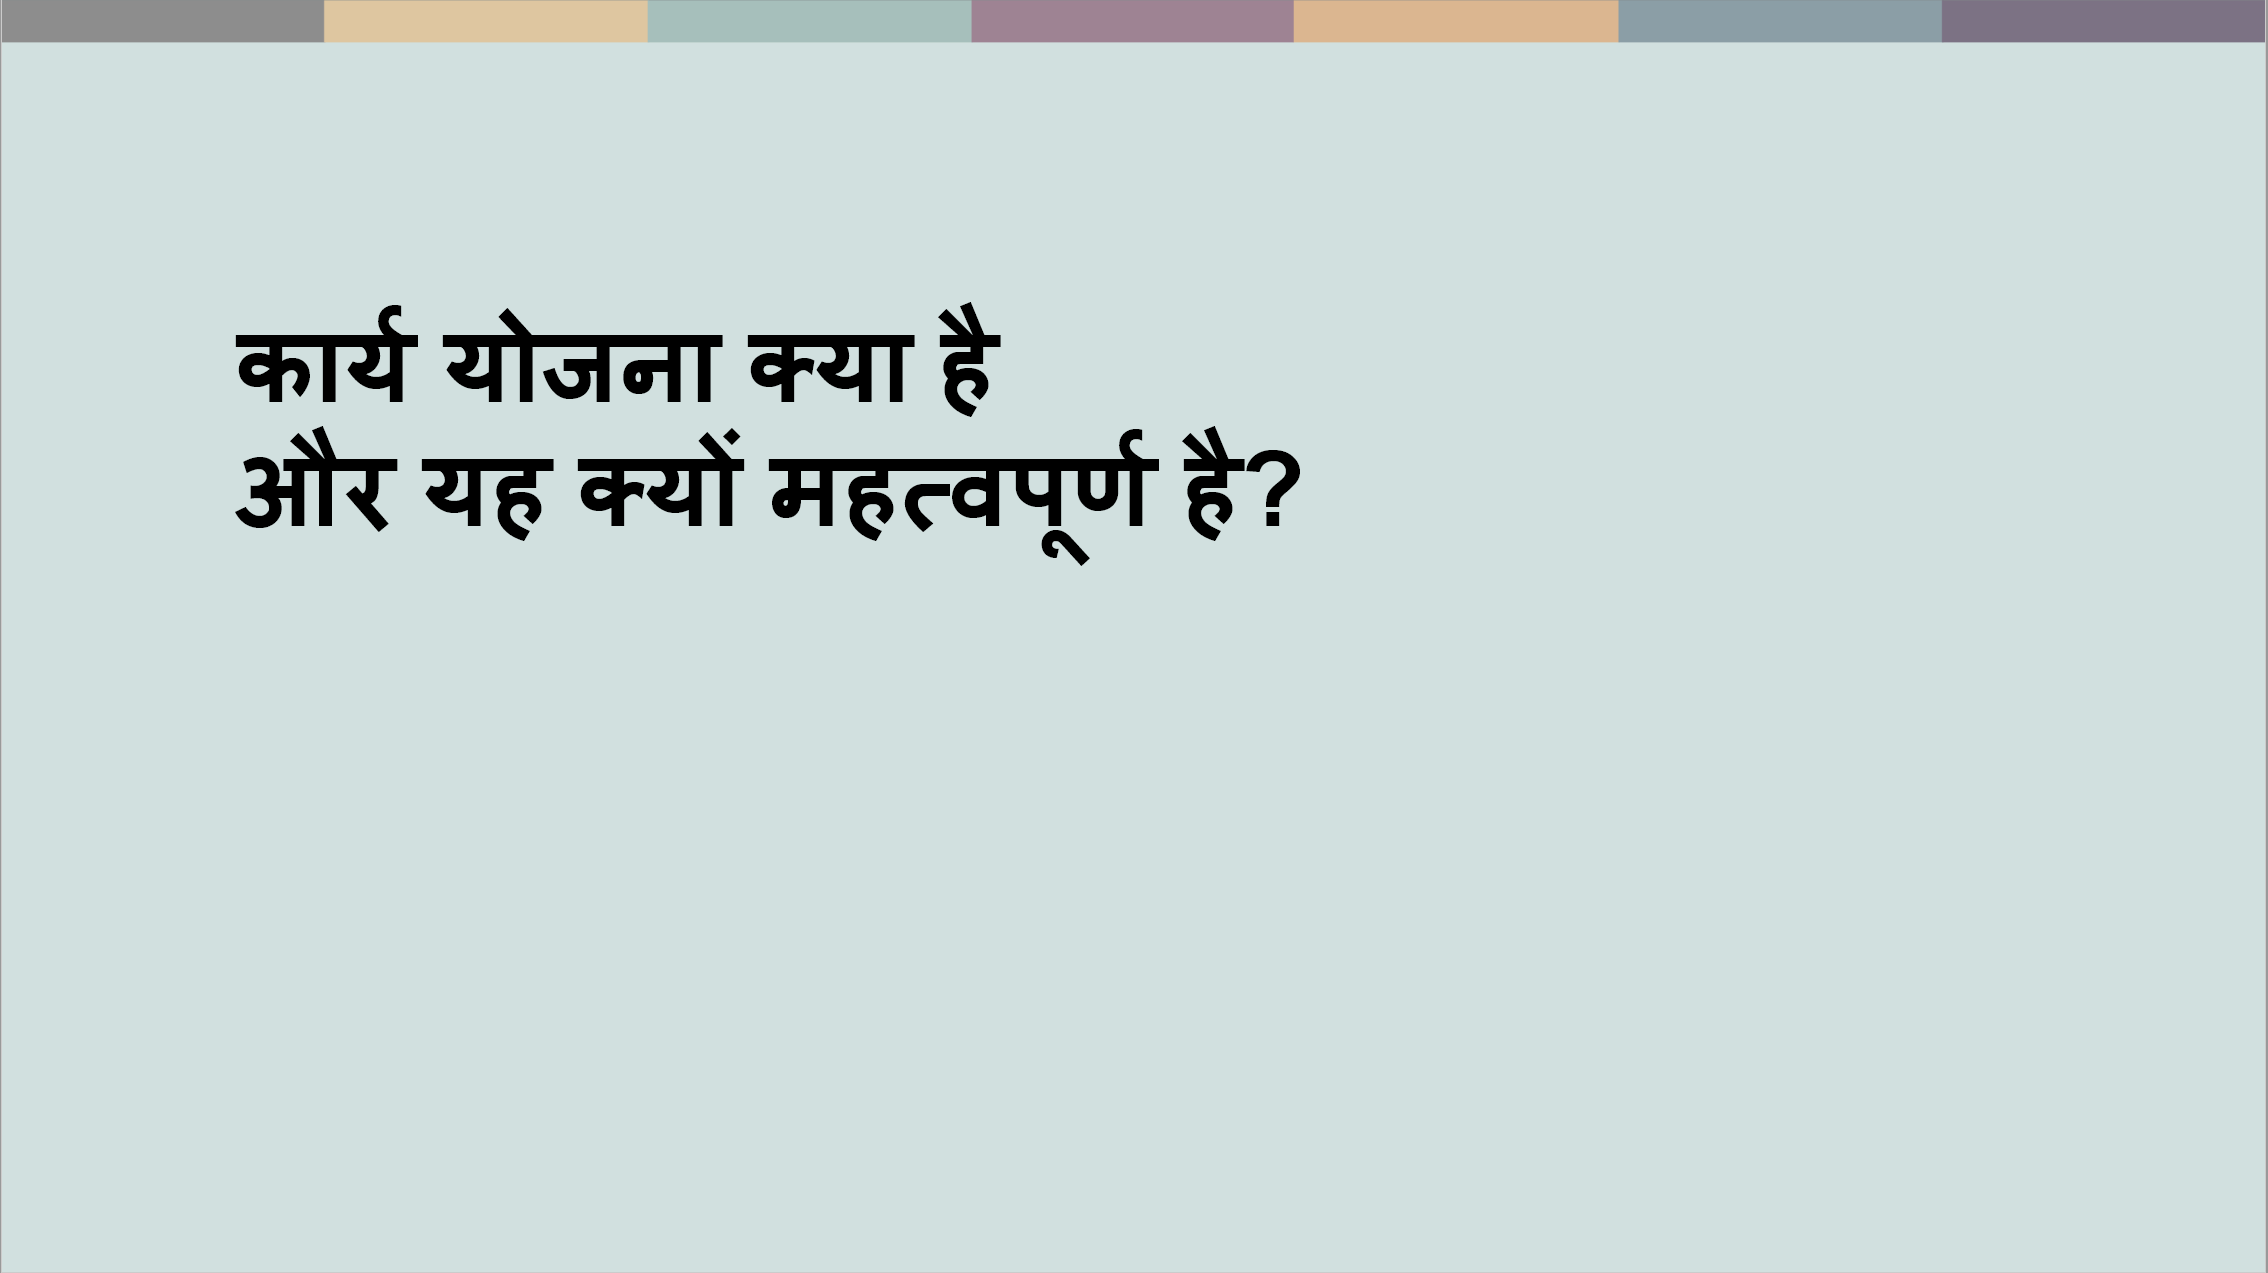 कार्य योजना क्या है
और यह क्यों महत्वपूर्ण है?